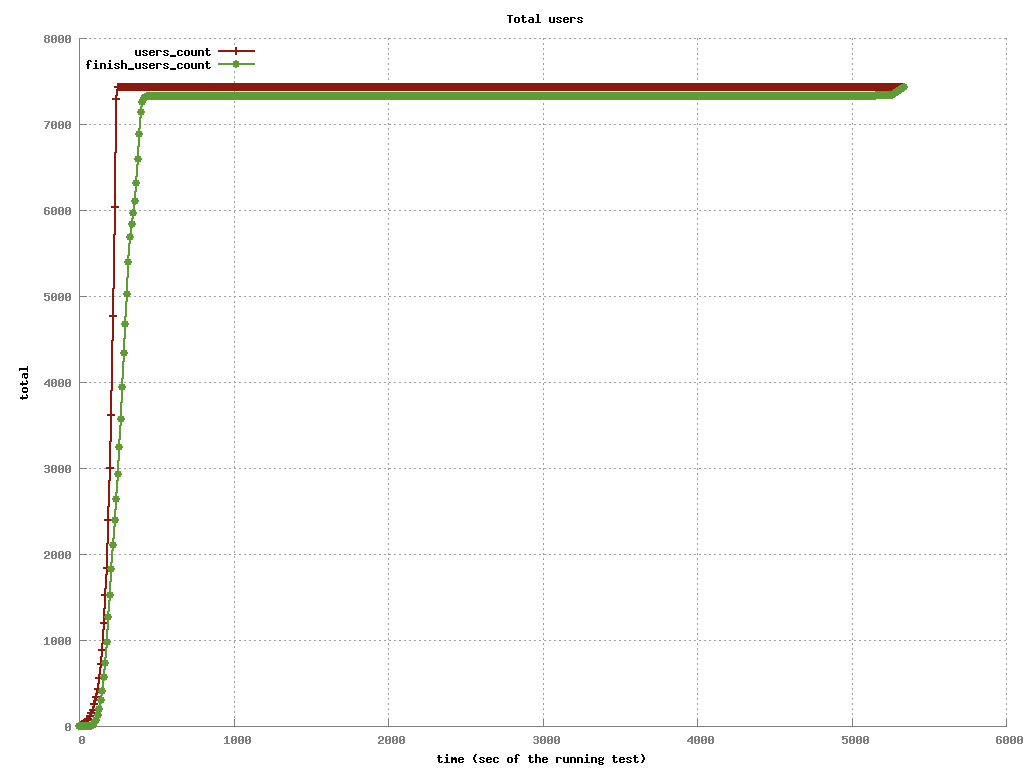 Total users
8000
users_count
finish_users_count
7000
6000
5000
4000
total
3000
2000
1000
0
0 1000 2000 3000 4000 5000 6000
time (sec of the running test)